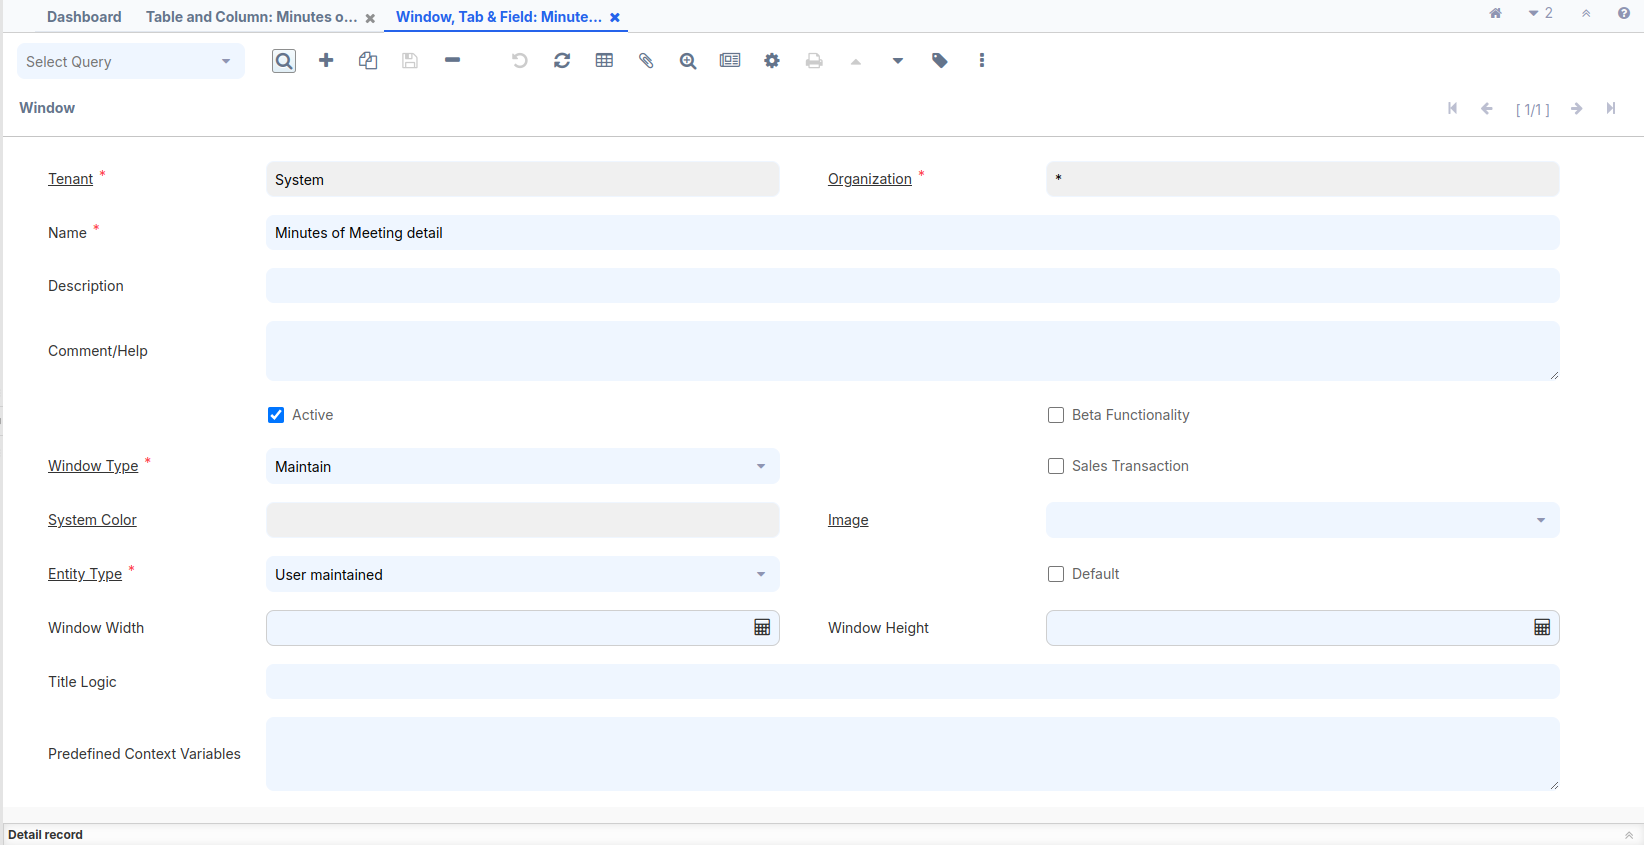 Dashboard
Table and Column: Minutes o...
Window, Tab & Field: Minute...
2
Select Query
Window
[ 1/1 ]
Tenant *
System
Organization *
*
Name *
Minutes of Meeting detail
Description
Comment/Help
Active
Beta Functionality
Window Type *
Maintain
Sales Transaction
System Color
Image
Entity Type *
User maintained
Default
Window Width
Window Height
Title Logic
Predefined Context Variables
Detail record